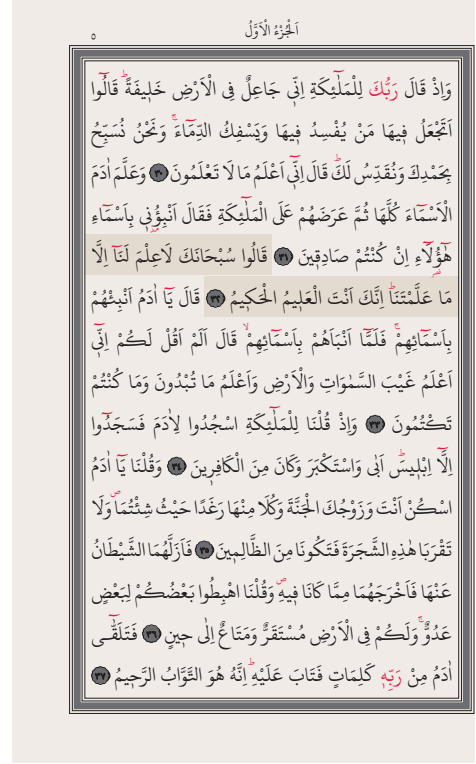 اَلْجُزْءُ الْاَوَّلُ
٥
وَاِذْ قَالَ رَبُّكَ لِلْمَلٰٓئِكَةِ اِنّ۪ي جَاعِلٌ فِي الْاَرْضِ خَل۪يفَةًۜ قَالُٓوا
اَتَجْعَلُ ف۪يهَا مَنْ يُفْسِدُ ف۪يهَا وَيَسْفِكُ الدِّمَٓاءَۚ وَنَحْنُ نُسَبِّحُ
بِحَمْدِكَ وَنُقَدِّسُ لَكَۜ قَالَ اِنّ۪ٓي اَعْلَمُ مَا لَا تَعْلَمُونَ ﴿٣٠﴾ وَعَلَّمَ اٰدَمَ
الْاَسْمَٓاءَ كُلَّهَا ثُمَّ عَرَضَهُمْ عَلَى الْمَلٰٓئِكَةِ فَقَالَ اَنْبِؤُ۫ن۪ي بِاَسْمَٓاءِ
هٰٓؤُ۬لَٓاءِ اِنْ كُنْتُمْ صَادِق۪ينَ ﴿٣١﴾ قَالُوا سُبْحَانَكَ لَاعِلْمَ لَنَٓا اِلَّا
مَا عَلَّمْتَنَاۜ اِنَّكَ اَنْتَ الْعَل۪يمُ الْحَك۪يمُ ﴿٣٢﴾ قَالَ يَٓا اٰدَمُ اَنْبِئْهُمْ
بِاَسْمَٓائِهِمْۚ فَلَمَّٓا اَنْبَاَهُمْ بِاَسْمَٓائِهِمْۙ قَالَ اَلَمْ اَقُلْ لَكُمْ اِنّ۪ٓي
اَعْلَمُ غَيْبَ السَّمٰوَاتِ وَالْاَرْضِ وَاَعْلَمُ مَا تُبْدُونَ وَمَا كُنْتُمْ
تَكْتُمُونَ ﴿٣٣﴾ وَاِذْ قُلْنَا لِلْمَلٰٓئِكَةِ اسْجُدُوا لِاٰدَمَ فَسَجَدُٓوا
اِلَّٓا اِبْل۪يسَۜ اَبٰى وَاسْتَكْبَرَ وَكَانَ مِنَ الْكَافِر۪ينَ ﴿٣٤﴾ وَقُلْنَا يَٓا اٰدَمُ
اسْكُنْ اَنْتَ وَزَوْجُكَ الْجَنَّةَ وَكُلَا مِنْهَا رَغَدًا حَيْثُ شِئْتُمَاۖ وَلَا
تَقْرَبَا هٰذِهِ الشَّجَرَةَ فَتَكُونَا مِنَ الظَّالِم۪ينَ ﴿٣٥﴾ فَاَزَلَّهُمَا الشَّيْطَانُ
عَنْهَا فَاَخْرَجَهُمَا مِمَّا كَانَا ف۪يهِۖ وَقُلْنَا اهْبِطُوا بَعْضُكُمْ لِبَعْضٍ
عَدُوٌّۚ وَلَكُمْ فِي الْاَرْضِ مُسْتَقَرٌّ وَمَتَاعٌ اِلٰى ح۪ينٍ ﴿٣٦﴾ فَتَلَقّٰٓى
اٰدَمُ مِنْ رَبِّه۪ كَلِمَاتٍ فَتَابَ عَلَيْهِۜ اِنَّهُ هُوَ التَّوَّابُ الرَّح۪يمُ ﴿٣٧﴾